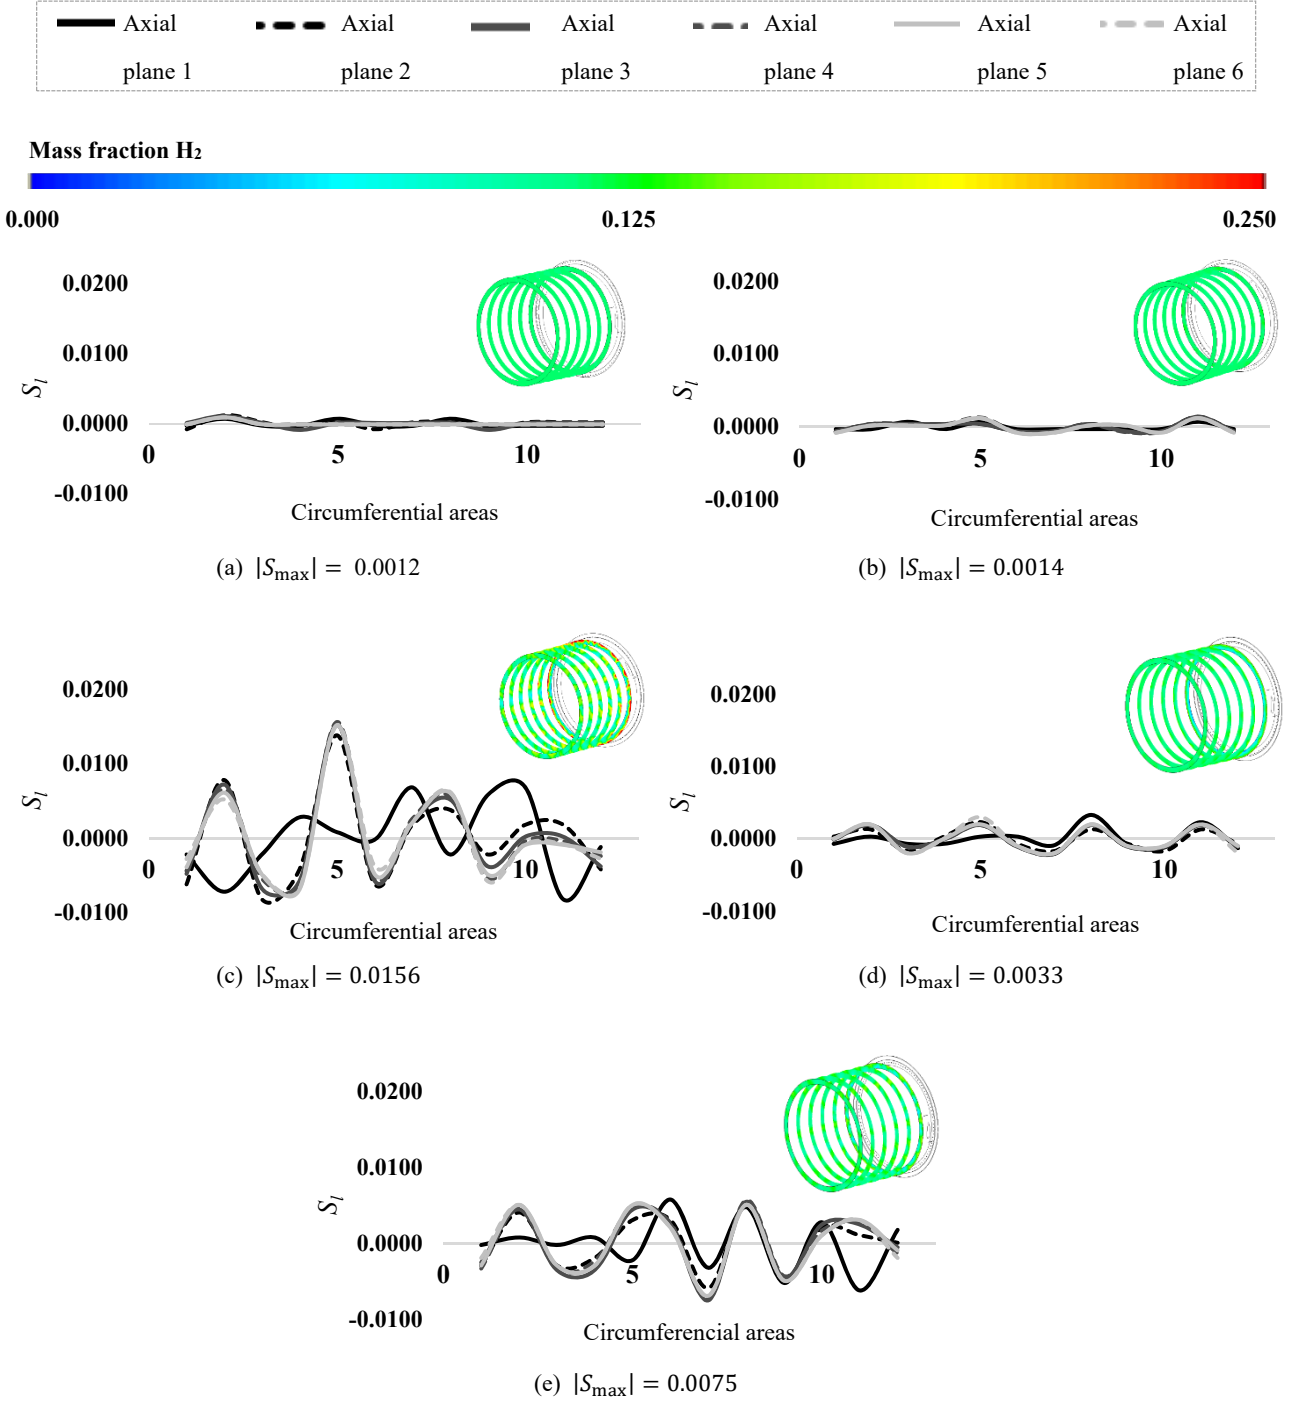 Axial Axial Axial Axial Axial Axial
plane 1 plane 2 plane 3 plane 4 plane 5 plane 6
Mass fraction H₂
0.000 0.125 0.250
0.0200
0.0100
S_l
0.0000
0 5 10
-0.0100
Circumferential areas
(a) |S_max| = 0.0012
0.0200
0.0100
S_l
0.0000
0 5 10
-0.0100
Circumferential areas
(b) |S_max| = 0.0014
0.0200
0.0100
S_l
0.0000
0 5 10
-0.0100
Circumferential areas
(c) |S_max| = 0.0156
0.0200
0.0100
S_l
0.0000
0 5 10
-0.0100
Circumferential areas
(d) |S_max| = 0.0033
0.0200
0.0100
S_l
0.0000
0 5 10
-0.0100
Circumferencial areas
(e) |S_max| = 0.0075